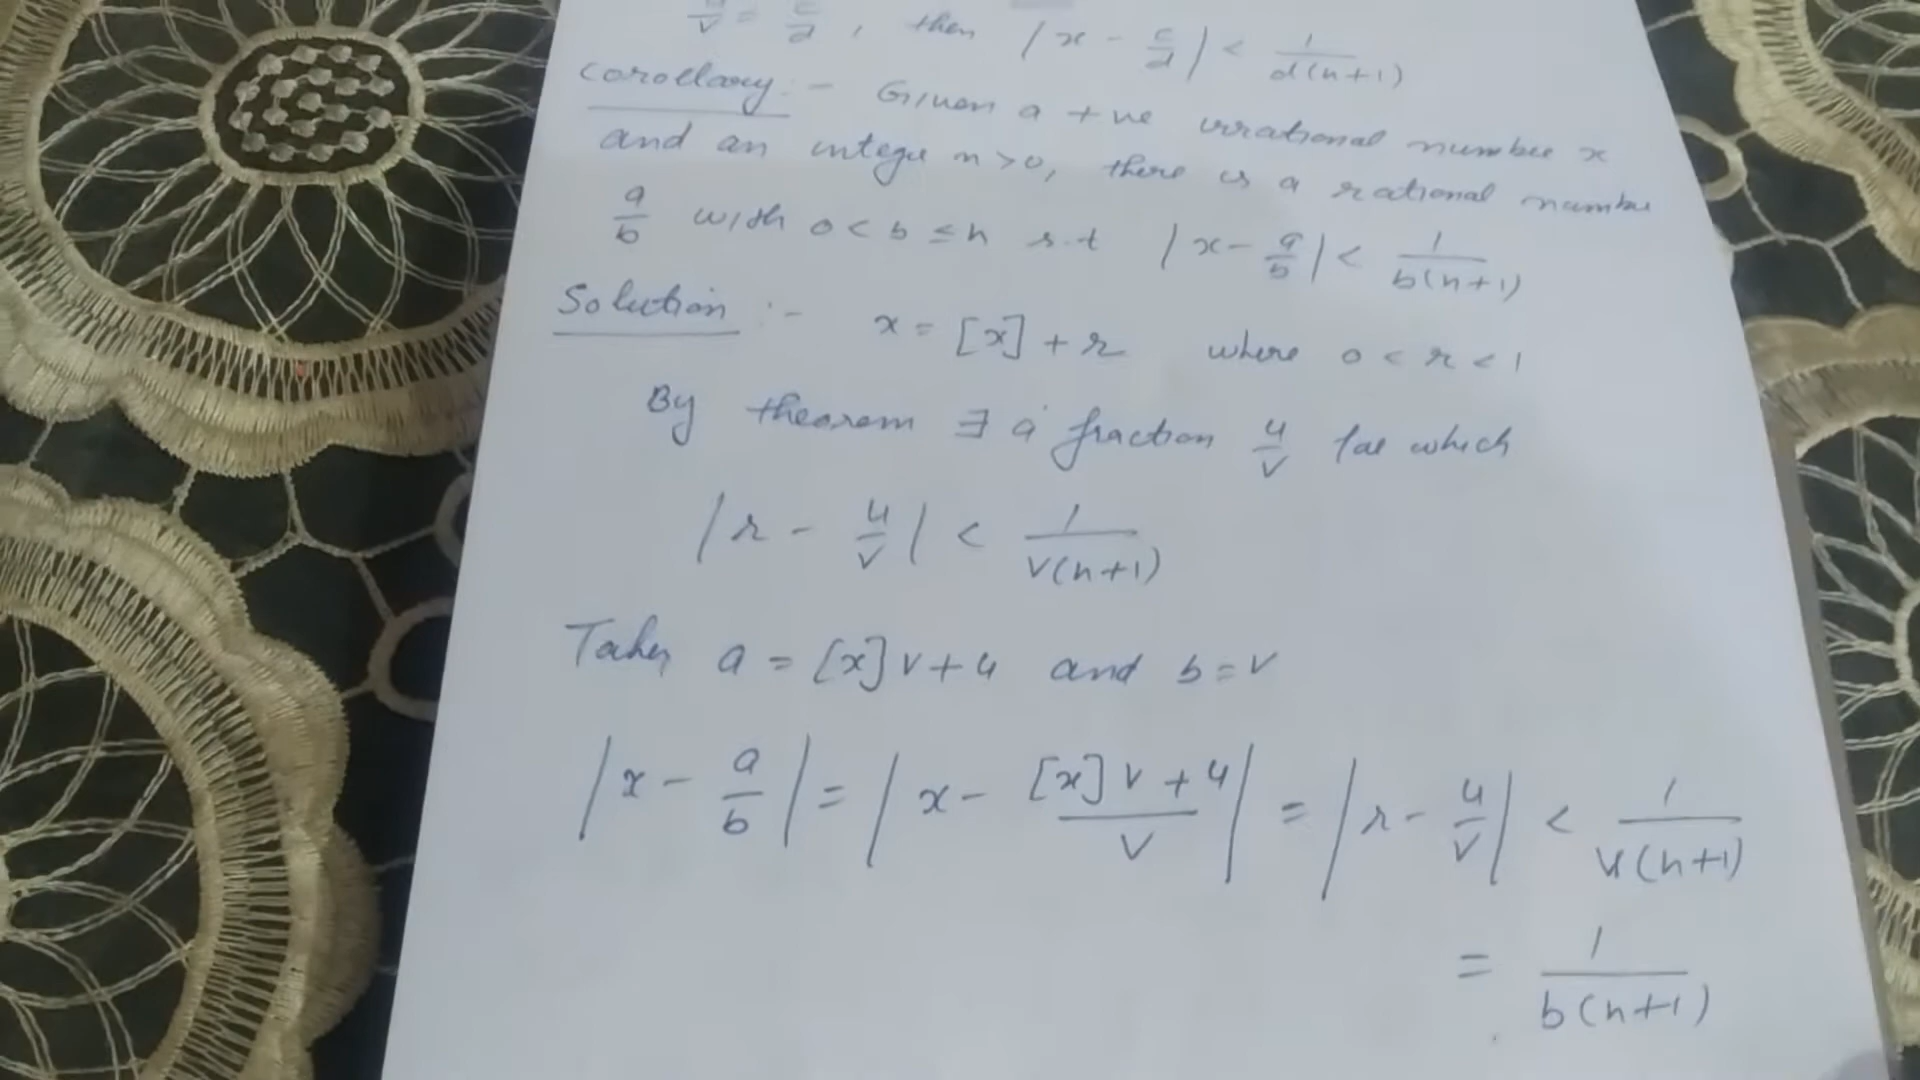 u/v = c/d, then |x - c/d| < 1/d(n+1)
Corollary :- Given a +ve irrational number x
and an integer n>0, there is a rational number
a/b with 0 < b ≤ n s.t |x - a/b| < 1/b(n+1)
Solution :- x = [x] + r where 0 < r < 1
By theorem ∃ a fraction u/v for which
|r - u/v| < 1/v(n+1)
Taking a = [x]v + u and b = v
|x - a/b| = |x - [x]v + u/v| = |r - u/v| < 1/v(n+1)
= 1/b(n+1)